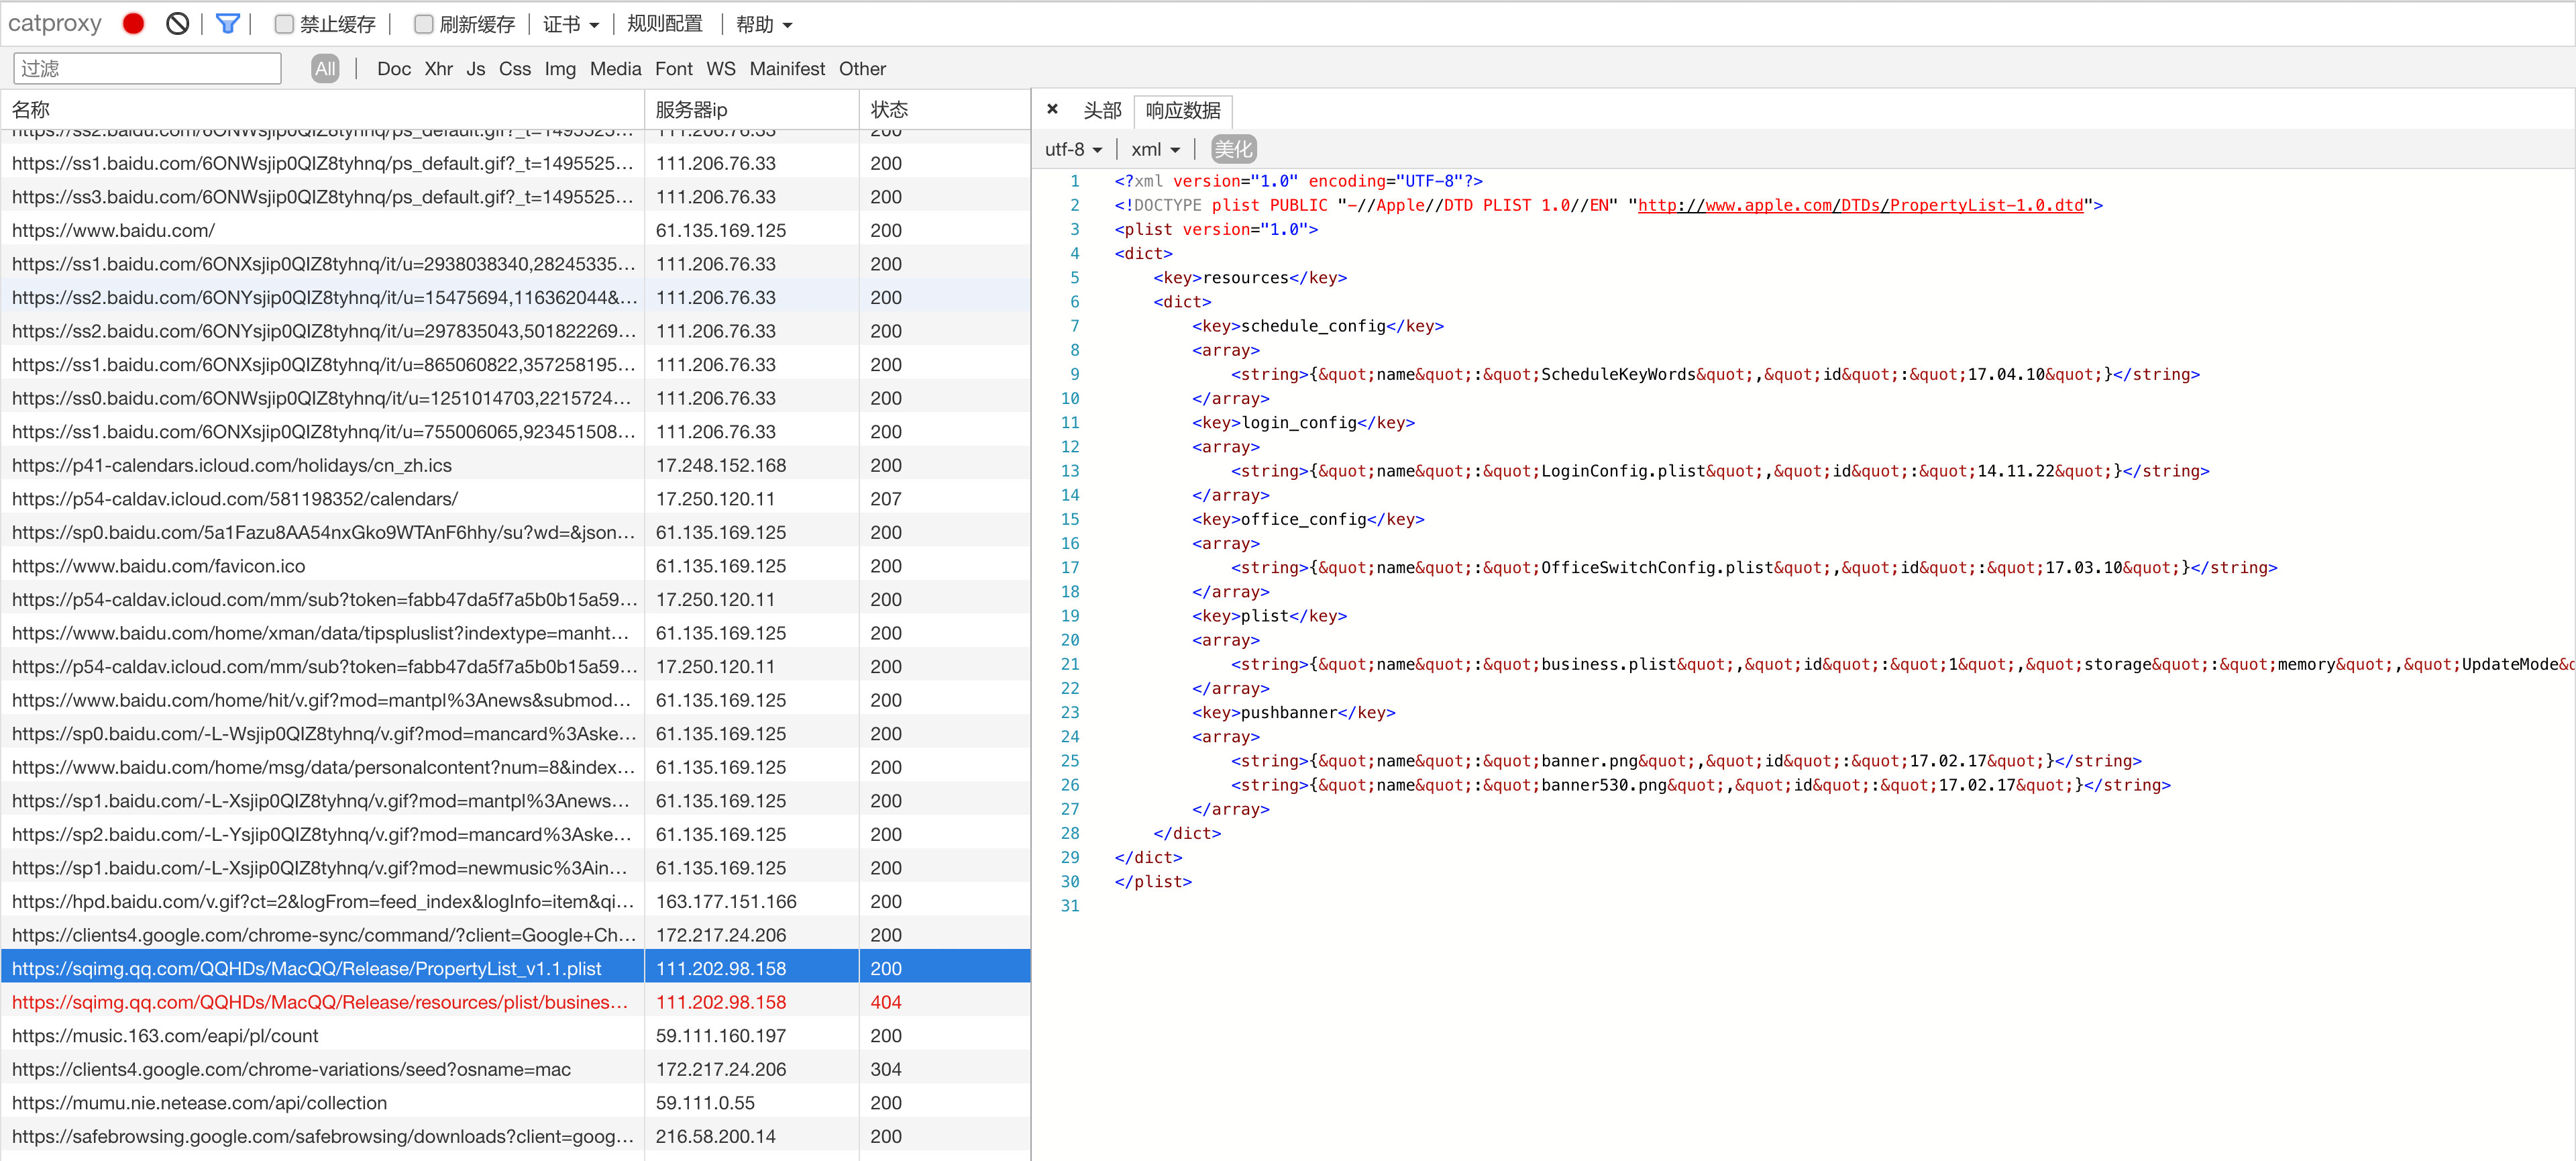 catproxy 禁止缓存 刷新缓存 证书 规则配置 帮助
过滤 All Doc Xhr Js Css Img Media Font WS Mainifest Other
名称 服务器ip 状态
https://ss2.baidu.com/6ONWsjip0QIZ8tyhnq/ps_default.gif?_t=1495525... 111.206.76.33 200
https://ss1.baidu.com/6ONWsjip0QIZ8tyhnq/ps_default.gif?_t=1495525... 111.206.76.33 200
https://ss3.baidu.com/6ONWsjip0QIZ8tyhnq/ps_default.gif?_t=1495525... 111.206.76.33 200
https://www.baidu.com/ 61.135.169.125 200
https://ss1.baidu.com/6ONXsjip0QIZ8tyhnq/it/u=2938038340,28245335... 111.206.76.33 200
https://ss2.baidu.com/6ONYsjip0QIZ8tyhnq/it/u=15475694,116362044&... 111.206.76.33 200
https://ss2.baidu.com/6ONYsjip0QIZ8tyhnq/it/u=297835043,501822269... 111.206.76.33 200
https://ss1.baidu.com/6ONXsjip0QIZ8tyhnq/it/u=865060822,357258195... 111.206.76.33 200
https://ss0.baidu.com/6ONWsjip0QIZ8tyhnq/it/u=1251014703,2215724... 111.206.76.33 200
https://ss1.baidu.com/6ONXsjip0QIZ8tyhnq/it/u=755006065,923451508... 111.206.76.33 200
https://p41-calendars.icloud.com/holidays/cn_zh.ics 17.248.152.168 200
https://p54-caldav.icloud.com/581198352/calendars/ 17.250.120.11 207
https://sp0.baidu.com/5a1Fazu8AA54nxGko9WTAnF6hhy/su?wd=&json... 61.135.169.125 200
https://www.baidu.com/favicon.ico 61.135.169.125 200
https://p54-caldav.icloud.com/mm/sub?token=fabb47da5f7a5b0b15a59... 17.250.120.11 200
https://www.baidu.com/home/xman/data/tipspluslist?indextype=manht... 61.135.169.125 200
https://p54-caldav.icloud.com/mm/sub?token=fabb47da5f7a5b0b15a59... 17.250.120.11 200
https://www.baidu.com/home/hit/v.gif?mod=mantpl%3Anews&submod... 61.135.169.125 200
https://sp0.baidu.com/-L-Wsjip0QIZ8tyhnq/v.gif?mod=mancard%3Aske... 61.135.169.125 200
https://www.baidu.com/home/msg/data/personalcontent?num=8&index... 61.135.169.125 200
https://sp1.baidu.com/-L-Xsjip0QIZ8tyhnq/v.gif?mod=mantpl%3Anews... 61.135.169.125 200
https://sp2.baidu.com/-L-Ysjip0QIZ8tyhnq/v.gif?mod=mancard%3Aske... 61.135.169.125 200
https://sp1.baidu.com/-L-Xsjip0QIZ8tyhnq/v.gif?mod=newmusic%3Ain... 61.135.169.125 200
https://hpd.baidu.com/v.gif?ct=2&logFrom=feed_index&logInfo=item&qi... 163.177.151.166 200
https://clients4.google.com/chrome-sync/command/?client=Google+Ch... 172.217.24.206 200
https://sqimg.qq.com/QQHDs/MacQQ/Release/PropertyList_v1.1.plist 111.202.98.158 200
https://sqimg.qq.com/QQHDs/MacQQ/Release/resources/plist/busines... 111.202.98.158 404
https://music.163.com/eapi/pl/count 59.111.160.197 200
https://clients4.google.com/chrome-variations/seed?osname=mac 172.217.24.206 304
https://mumu.nie.netease.com/api/collection 59.111.0.55 200
https://safebrowsing.google.com/safebrowsing/downloads?client=goog... 216.58.200.14 200
× 头部 响应数据
utf-8 xml 美化
1 <?xml version="1.0" encoding="UTF-8"?>
2 <!DOCTYPE plist PUBLIC "-//Apple//DTD PLIST 1.0//EN" "http://www.apple.com/DTDs/PropertyList-1.0.dtd">
3 <plist version="1.0">
4 <dict>
5 <key>resources</key>
6 <dict>
7 <key>schedule_config</key>
8 <array>
9 <string>{&quot;name&quot;:&quot;ScheduleKeyWords&quot;,&quot;id&quot;:&quot;17.04.10&quot;}</string>
10 </array>
11 <key>login_config</key>
12 <array>
13 <string>{&quot;name&quot;:&quot;LoginConfig.plist&quot;,&quot;id&quot;:&quot;14.11.22&quot;}</string>
14 </array>
15 <key>office_config</key>
16 <array>
17 <string>{&quot;name&quot;:&quot;OfficeSwitchConfig.plist&quot;,&quot;id&quot;:&quot;17.03.10&quot;}</string>
18 </array>
19 <key>plist</key>
20 <array>
21 <string>{&quot;name&quot;:&quot;business.plist&quot;,&quot;id&quot;:&quot;1&quot;,&quot;storage&quot;:&quot;memory&quot;,&quot;UpdateMode&
22 </array>
23 <key>pushbanner</key>
24 <array>
25 <string>{&quot;name&quot;:&quot;banner.png&quot;,&quot;id&quot;:&quot;17.02.17&quot;}</string>
26 <string>{&quot;name&quot;:&quot;banner530.png&quot;,&quot;id&quot;:&quot;17.02.17&quot;}</string>
27 </array>
28 </dict>
29 </dict>
30 </plist>
31